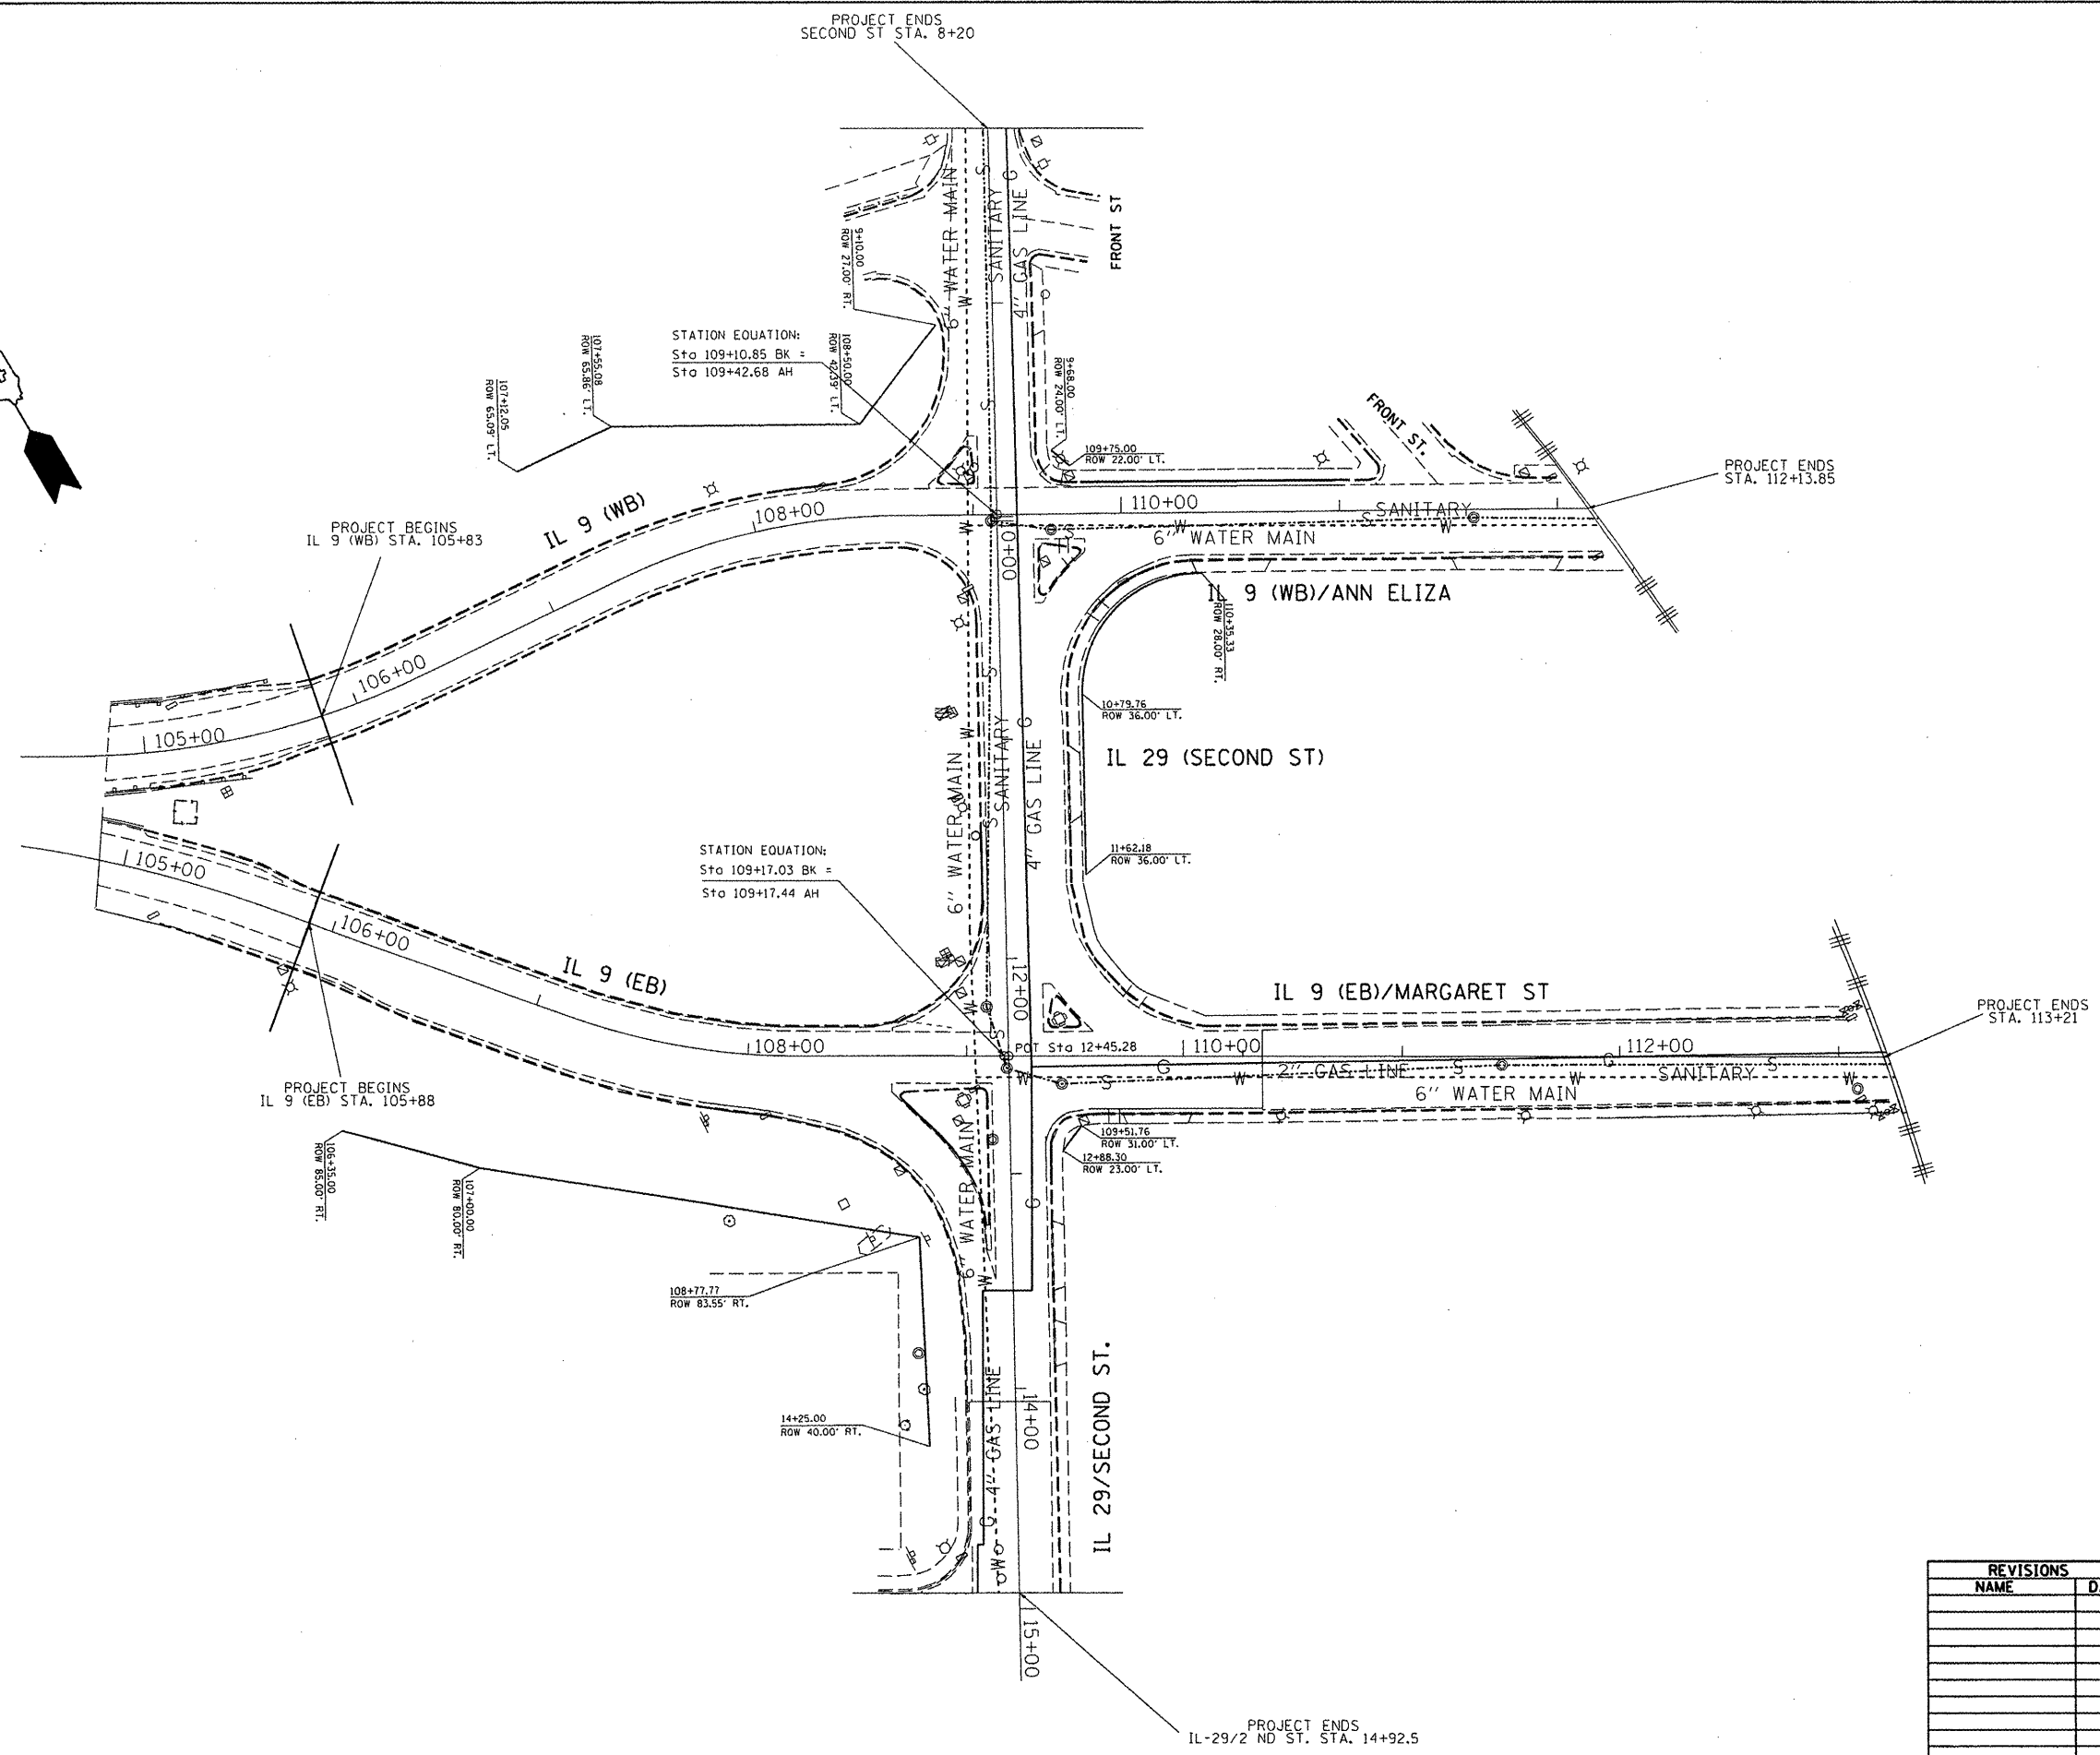 PROJECT ENDS
SECOND ST STA. 8+20
6" WATER MAIN
SANITARY
4" GAS LINE
S
G
W
FRONT ST
9+10.00
ROW 27.00' RT.
STATION EQUATION:
Sta 109+10.85 BK =
Sta 109+42.68 AH
108+50.00
ROW 42.39' LT.
107+55.08
ROW 65.86' LT.
107+12.05
ROW 65.09' LT.
9+68.00
ROW 24.00' LT.
109+75.00
ROW 22.00' LT.
FRONT ST.
PROJECT ENDS
STA. 112+13.85
S
PROJECT BEGINS
IL 9 (WB) STA. 105+83
IL 9 (WB)
108+00
110+00
SANITARY
S
W
W
W
S
6" WATER MAIN
IL 9 (WB)/ANN ELIZA
110+35.33
ROW 28.00' RT.
106+00
105+00
10+79.76
ROW 36.00' LT.
IL 29 (SECOND ST)
S
G
W
6" WATER MAIN
SANITARY
4" GAS LINE
S
11+62.18
ROW 36.00' LT.
STATION EQUATION:
Sta 109+17.03 BK =
Sta 109+17.44 AH
105+00
106+00
IL 9 (EB)
12+00
IL 9 (EB)/MARGARET ST
PROJECT ENDS
STA. 113+21
W
S
108+00
POT Sta 12+45.28
110+00
112+00
G
G
W
S
2" GAS LINE
S
W
W
SANITARY
S
W
6" WATER MAIN
PROJECT BEGINS
IL 9 (EB) STA. 105+88
109+51.76
ROW 31.00' LT.
12+88.30
ROW 23.00' LT.
106+35.00
ROW 85.00' RT.
107+00.00
ROW 80.00' RT.
6" WATER MAIN
G
W
108+77.77
ROW 83.55' RT.
14+25.00
ROW 40.00' RT.
4" GAS LINE
14+00
IL 29/SECOND ST.
G
W
15+00
PROJECT ENDS
IL-29/2 ND ST. STA. 14+92.5
REVISIONS
NAME